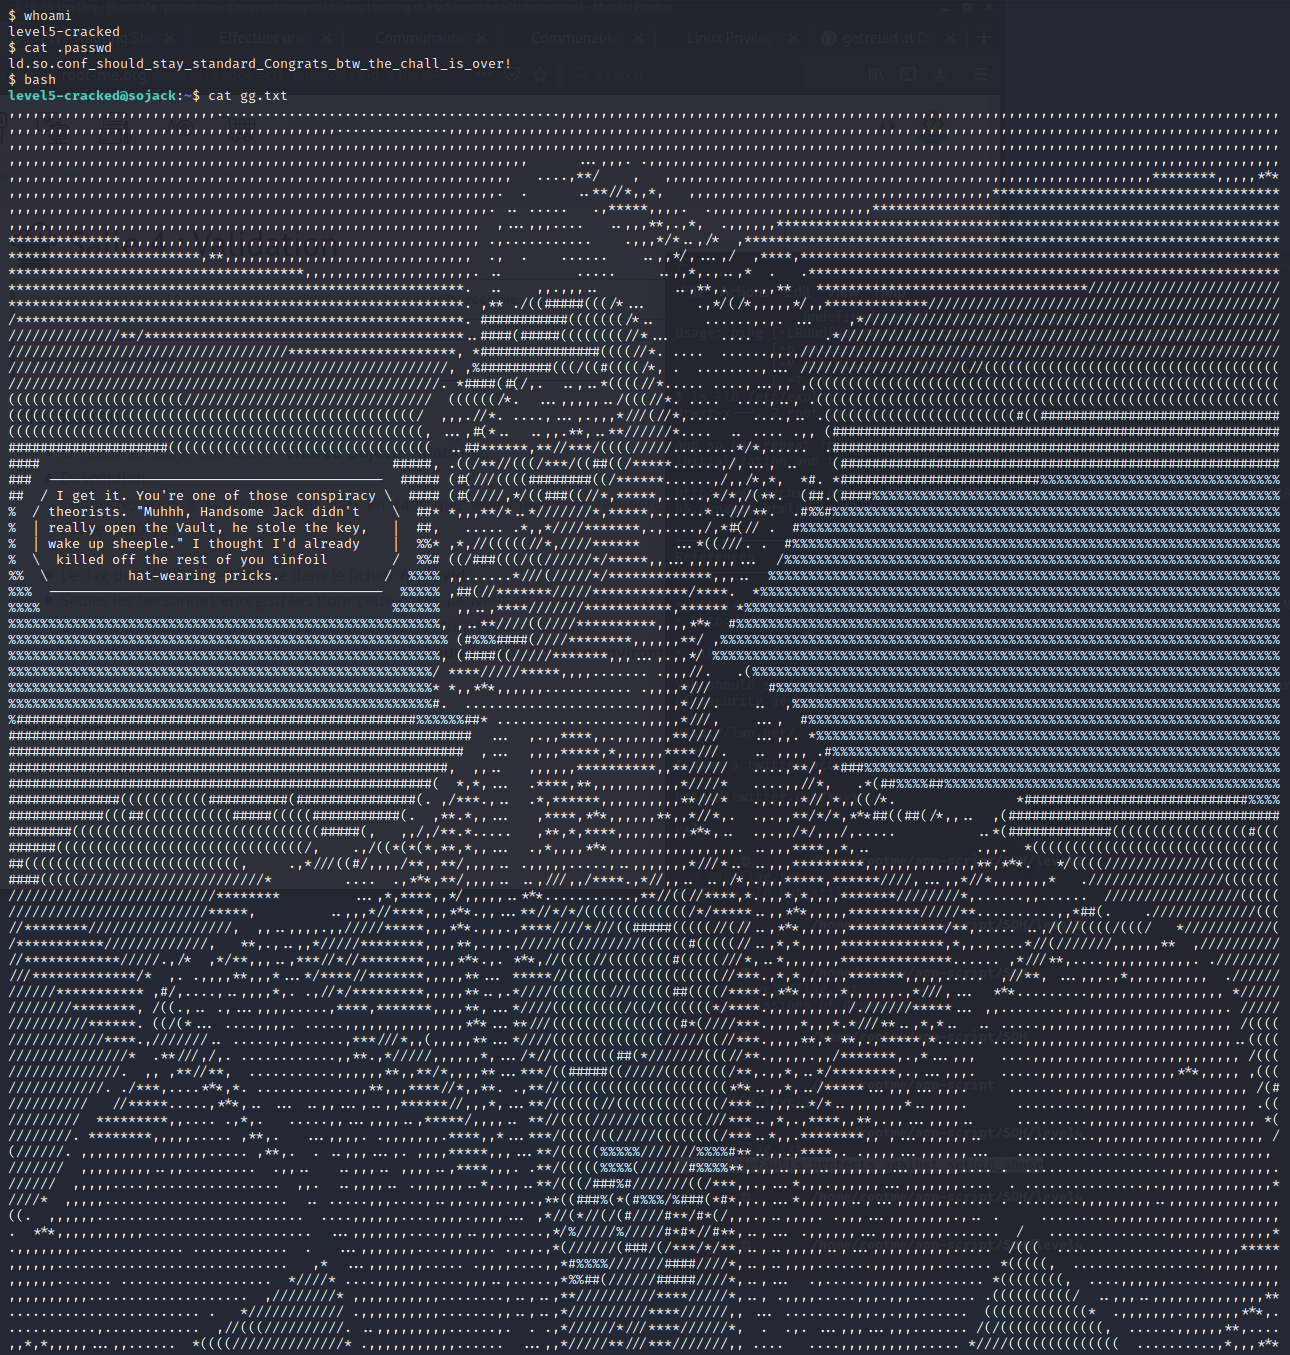 $ whoami
level5-cracked
$ cat .passwd
ld.so.conf_should_stay_standard_Congrats_btw_the_chall_is_over!
$ bash
level5-cracked@sojack:~$ cat gg.txt
I get it. You're one of those conspiracy
theorists. "Muhhh, Handsome Jack didn't
really open the Vault, he stole the key,
wake up sheeple." I thought I'd already
killed off the rest of you tinfoil
hat-wearing pricks.